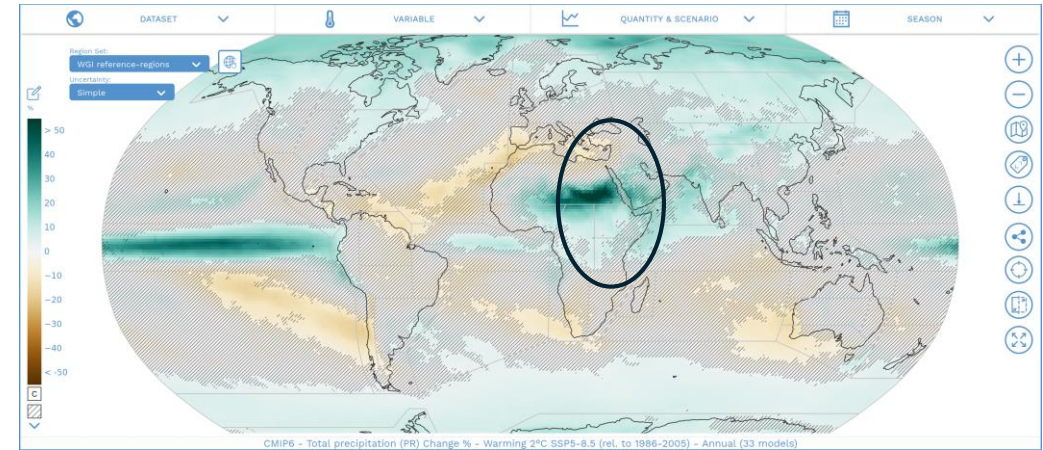 DATASET VARIABLE QUANTITY & SCENARIO SEASON
Region Set:
WGI reference-regions
Uncertainty:
Simple
%
> 50
40
30
20
10
0
−10
−20
−30
−40
< -50
C
CMIP6 - Total precipitation (PR) Change % - Warming 2°C SSP5-8.5 (rel. to 1986-2005) - Annual (33 models)